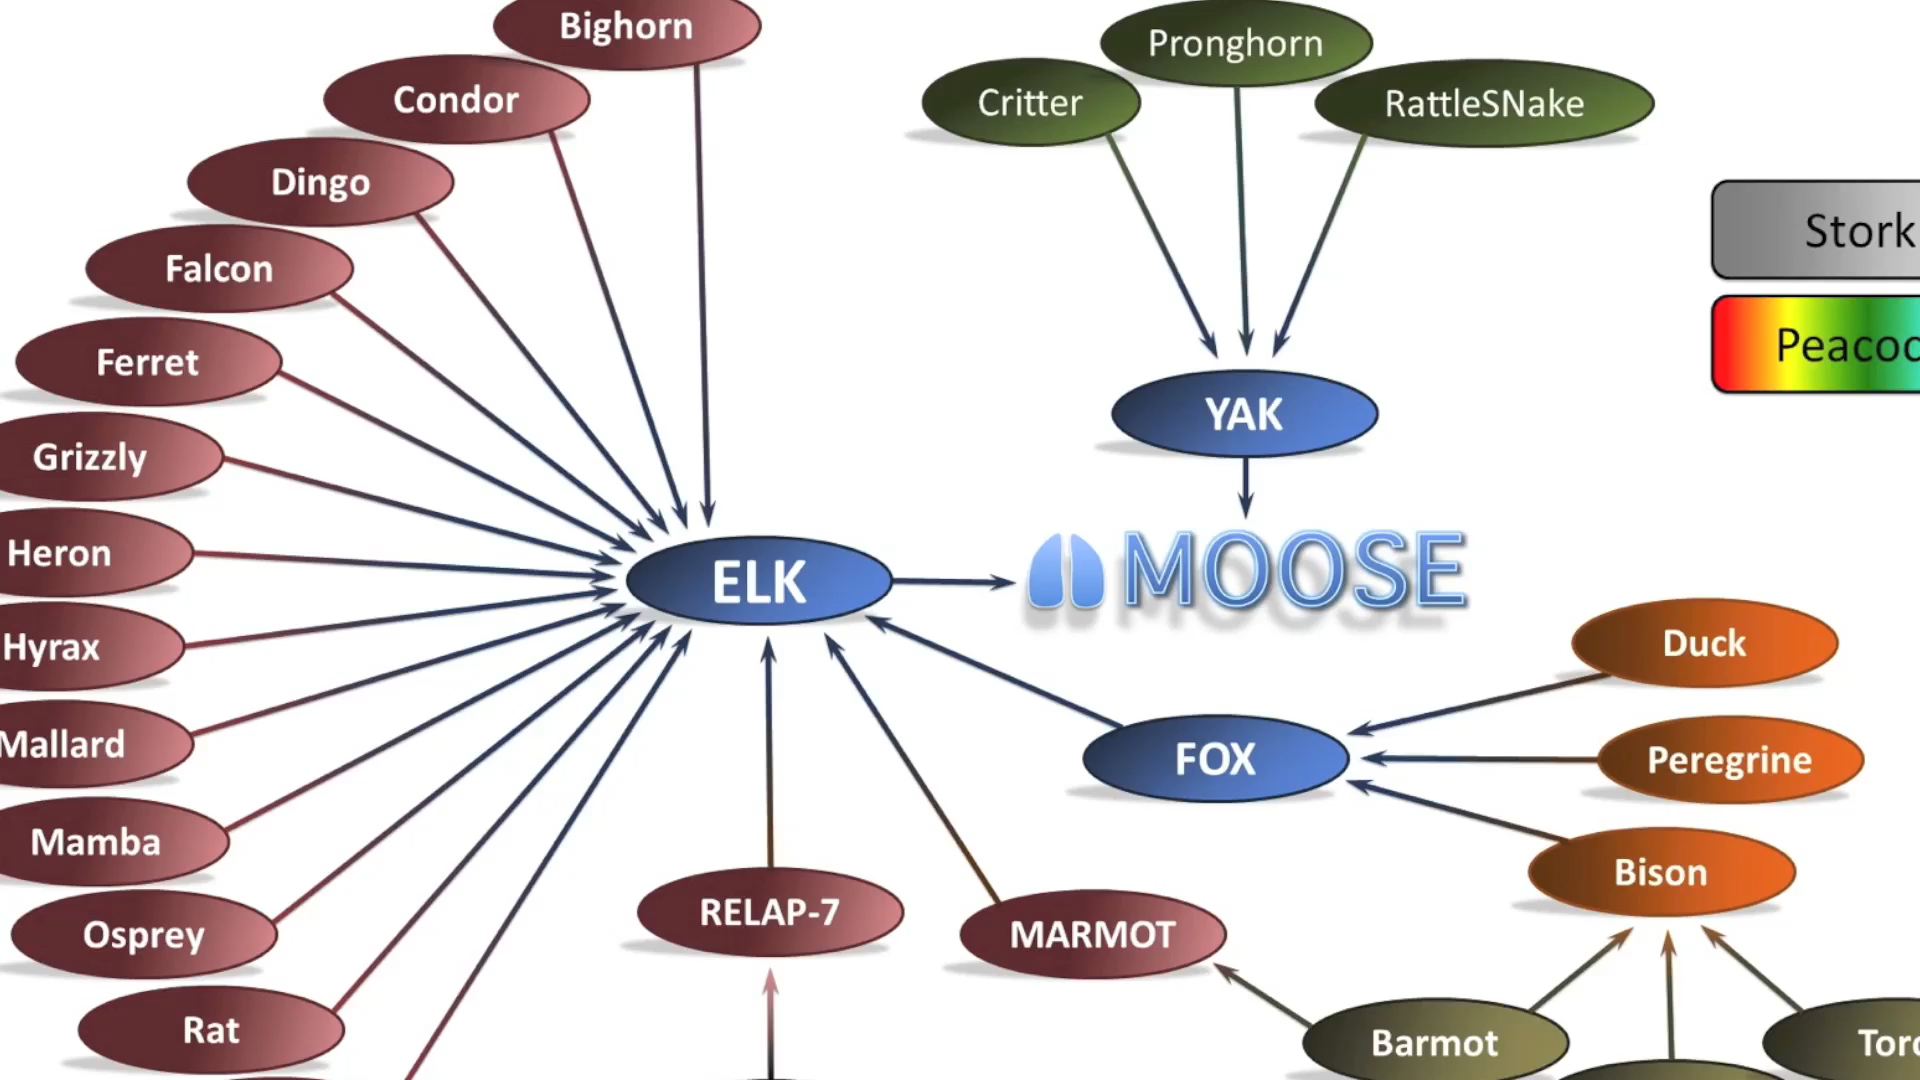 Bighorn
Pronghorn
Condor
Critter
RattleSNake
Dingo
Stork
Falcon
Ferret
YAK
Grizzly
Heron
ELK
MOOSE
Hyrax
Duck
Mallard
FOX
Peregrine
Mamba
Bison
RELAP-7
MARMOT
Osprey
Rat
Barmot